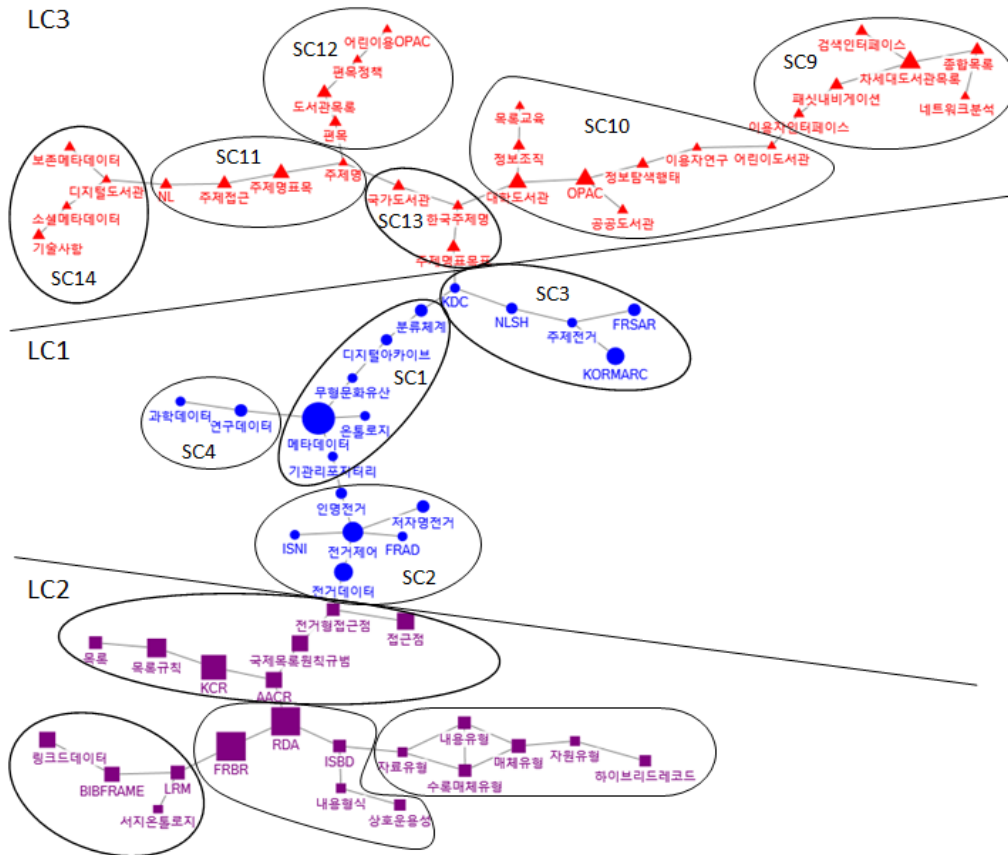 LC3
SC12
어린이용OPAC
편목정책
도서관목록
편목
SC9
검색인터페이스
종합목록
차세대도서관목록
패싯내비게이션
네트워크분석
이용자인터페이스
SC10
목록교육
정보조직
이용자연구
어린이도서관
정보탐색행태
OPAC
대학도서관
공공도서관
SC11
주제명
주제명표목
주제접근
NL
보존메타데이터
디지털도서관
소셜메타데이터
기술사항
SC14
국가도서관
SC13
한국주제명
주제명표목표
LC1
SC3
KDC
NLSH
주제전거
FRSAR
KORMARC
분류체계
디지털아카이브
SC1
무형문화유산
온톨로지
메타데이터
기관리포지터리
과학데이터
연구데이터
SC4
인명전거
저자명전거
ISNI
전거제어
FRAD
SC2
전거데이터
LC2
전거형접근점
접근점
국제목록원칙규범
목록
목록규칙
KCR
AACR
RDA
FRBR
ISBD
내용형식
상호운용성
링크드데이터
BIBFRAME
LRM
서지온톨로지
내용유형
자료유형
매체유형
자원유형
수록매체유형
하이브리드레코드